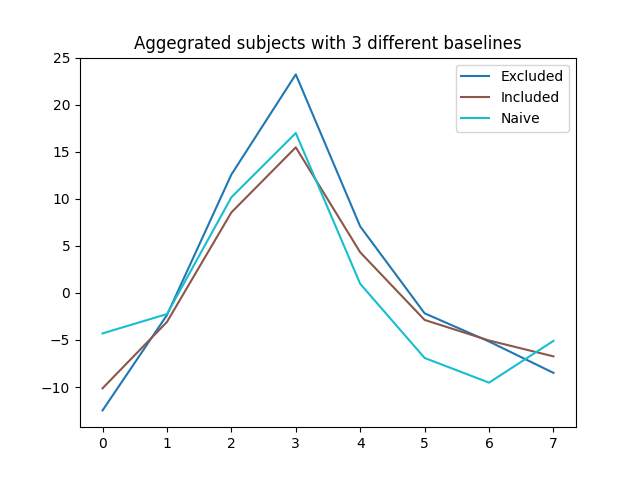 Aggegrated subjects with 3 different baselines
25
20
15
10
5
0
−5
−10
0 1 2 3 4 5 6 7
Excluded
Included
Naive